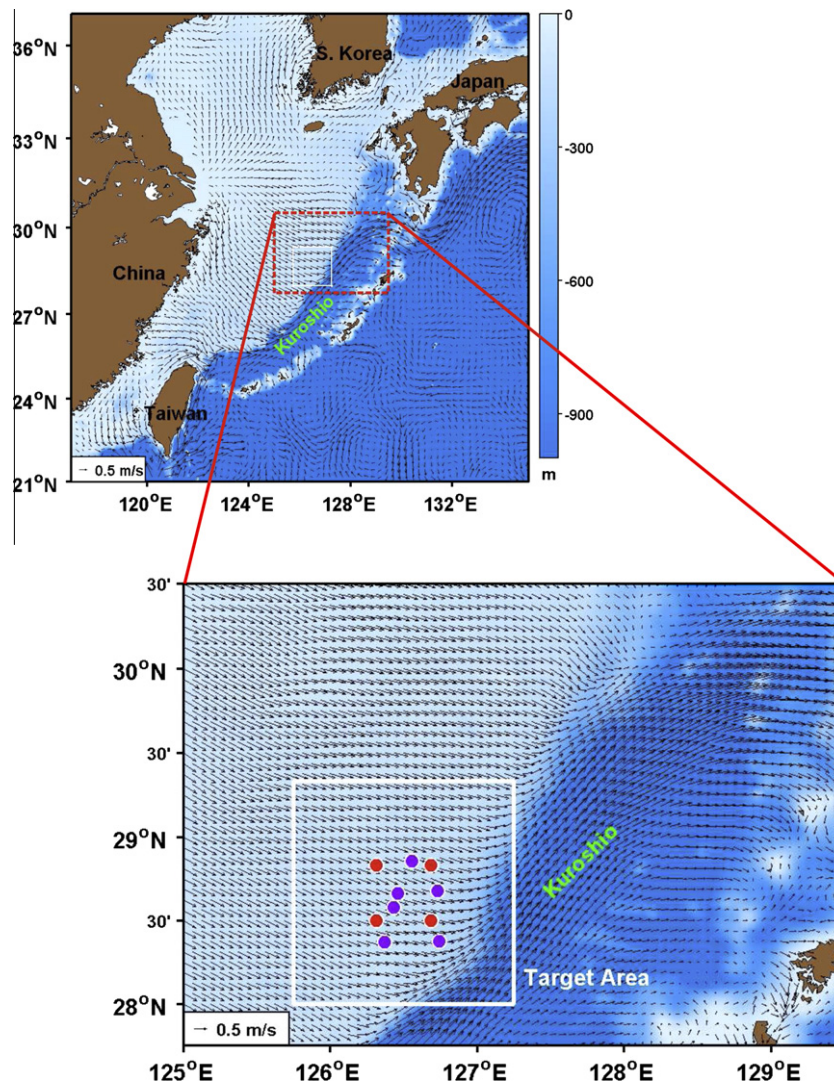 36°N
S. Korea
Japan
33°N
30°N
China
27°N
Kuroshio
24°N
Taiwan
→ 0.5 m/s
21°N
120°E
124°E
128°E
132°E
0
-300
-600
-900
m
30'
30°N
30'
29°N
Kuroshio
30'
Target Area
28°N
→ 0.5 m/s
125°E
126°E
127°E
128°E
129°E